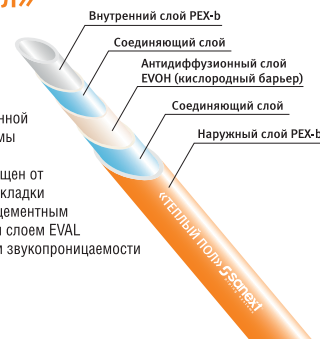 Л»
Внутренний слой PEX-b
Соединяющий слой
Антидиффузионный слой
EVOH (кислородный барьер)
Соединяющий слой
Наружный слой PEX-b
нной
мы
щен от
кладки
цементным
слоем EVAL
и звукопроницаемости
«ТЕПЛЫЙ ПОЛ» sanext